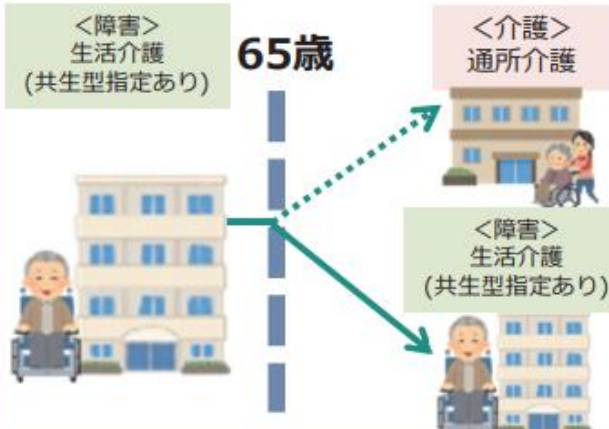 ＜障害＞
生活介護
(共生型指定あり)
65歳
＜介護＞
通所介護
＜障害＞
生活介護
(共生型指定あり)